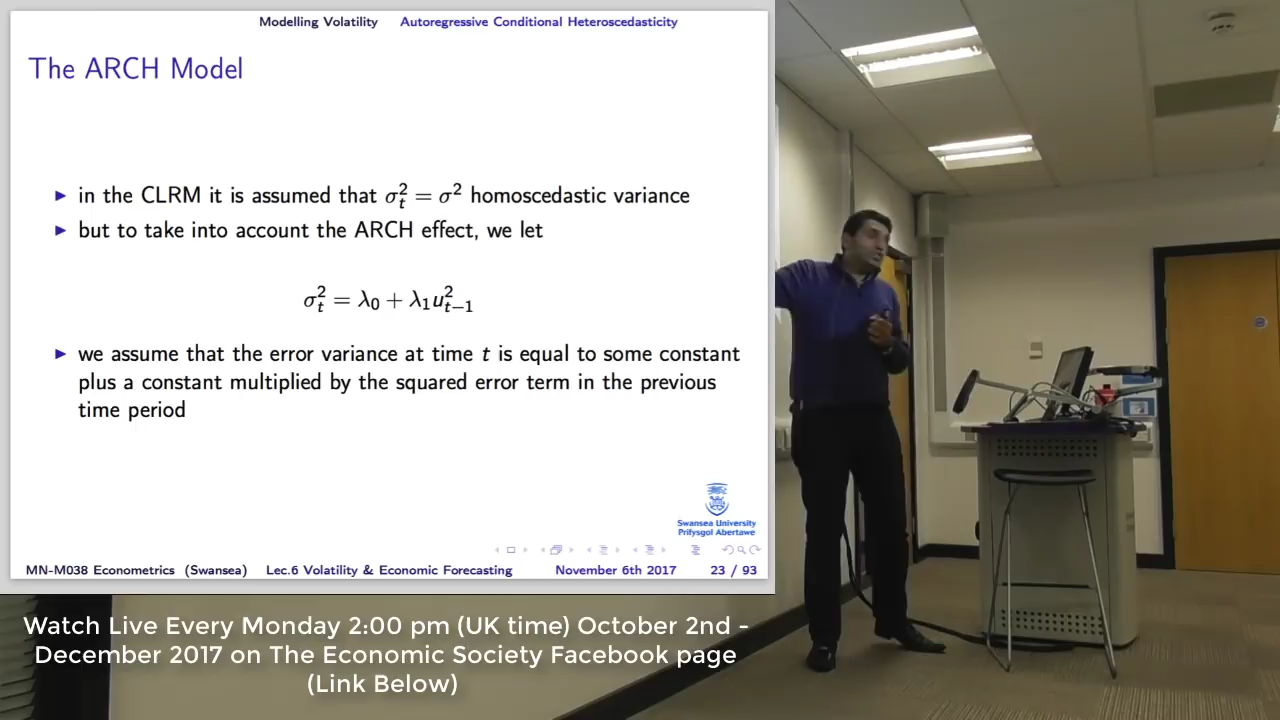 Modelling Volatility Autoregressive Conditional Heteroscedasticity
The ARCH Model
▶ in the CLRM it is assumed that σ²ₜ = σ² homoscedastic variance
▶ but to take into account the ARCH effect, we let
σ²ₜ = λ₀ + λ₁u²ₜ₋₁
▶ we assume that the error variance at time t is equal to some constant
plus a constant multiplied by the squared error term in the previous
time period
Swansea University
Prifysgol Abertawe
MN-M038 Econometrics (Swansea) Lec.6 Volatility & Economic Forecasting November 6th 2017 23 / 93
Watch Live Every Monday 2:00 pm (UK time) October 2nd -
December 2017 on The Economic Society Facebook page
(Link Below)